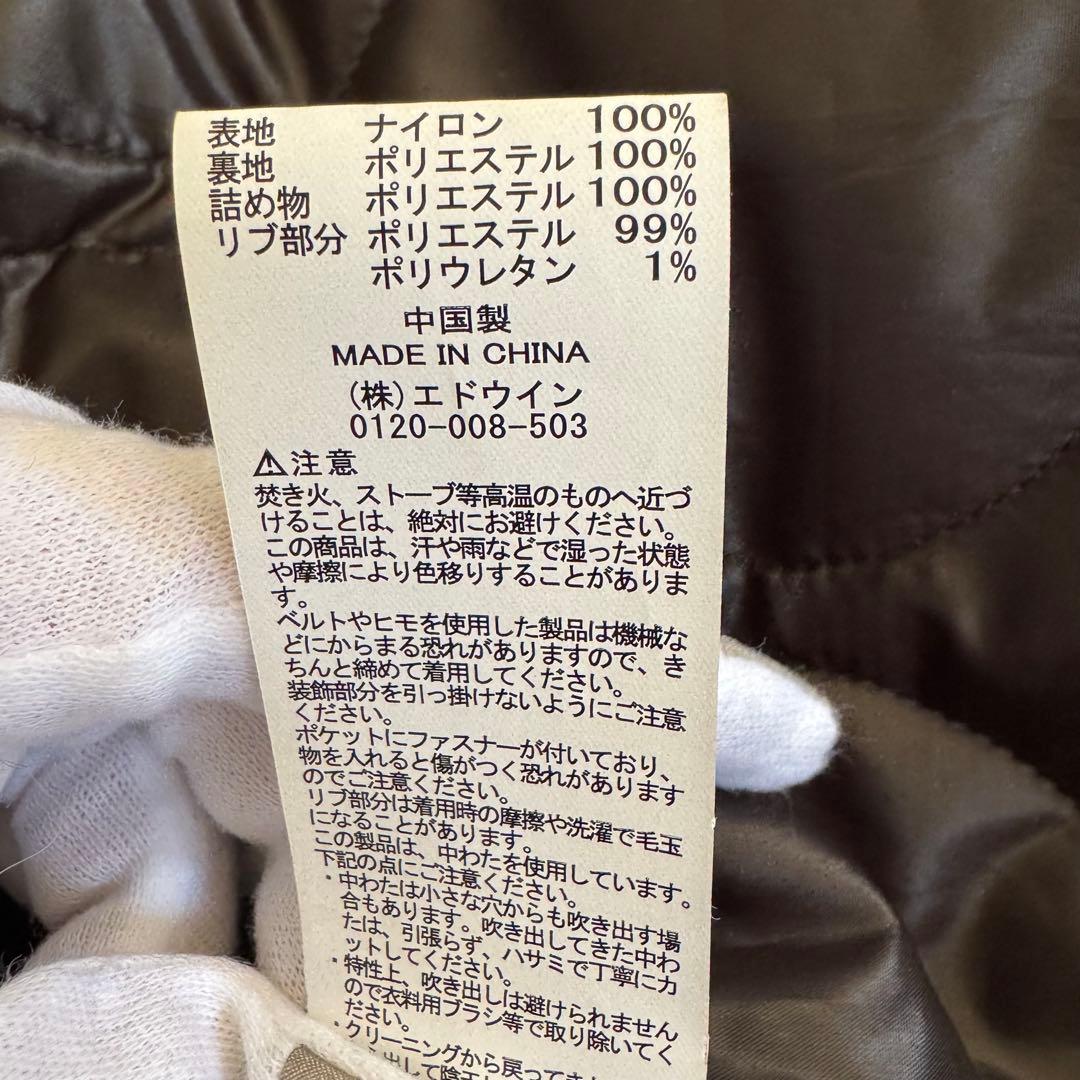 表地 ナイロン 100%
裏地 ポリエステル 100%
詰め物 ポリエステル 100%
リブ部分 ポリエステル 99%
ポリウレタン 1%
中国製
MADE IN CHINA
(株)エドウイン
0120-008-503
⚠注意
焚き火、ストーブ等高温のものへ近づ
けることは、絶対にお避けください。
この商品は、汗や雨などで湿った状態
や摩擦により色移りすることがありま
す。
ベルトやヒモを使用した製品は機械な
どにからまる恐れがありますので、き
ちんと締めて着用してください。
装飾部分を引っ掛けないようにご注意
ください。
ポケットにファスナーが付いており、
物を入れると傷がつく恐れがあります
のでご注意ください。
リブ部分は着用時の摩擦や洗濯で毛玉
になることがあります。
この製品は、中わたを使用しています。
下記の点にご注意ください。
・中わたは小さな穴からも吹き出す場
合もあります。吹き出してきた中わ
たは、引張らず、ハサミで丁寧にカ
ットしてください。
・特性上、吹き出しは避けられません
ので衣料用ブラシ等で取り除いてく
ださい。
・クリーニングから戻ってき
出して陰干